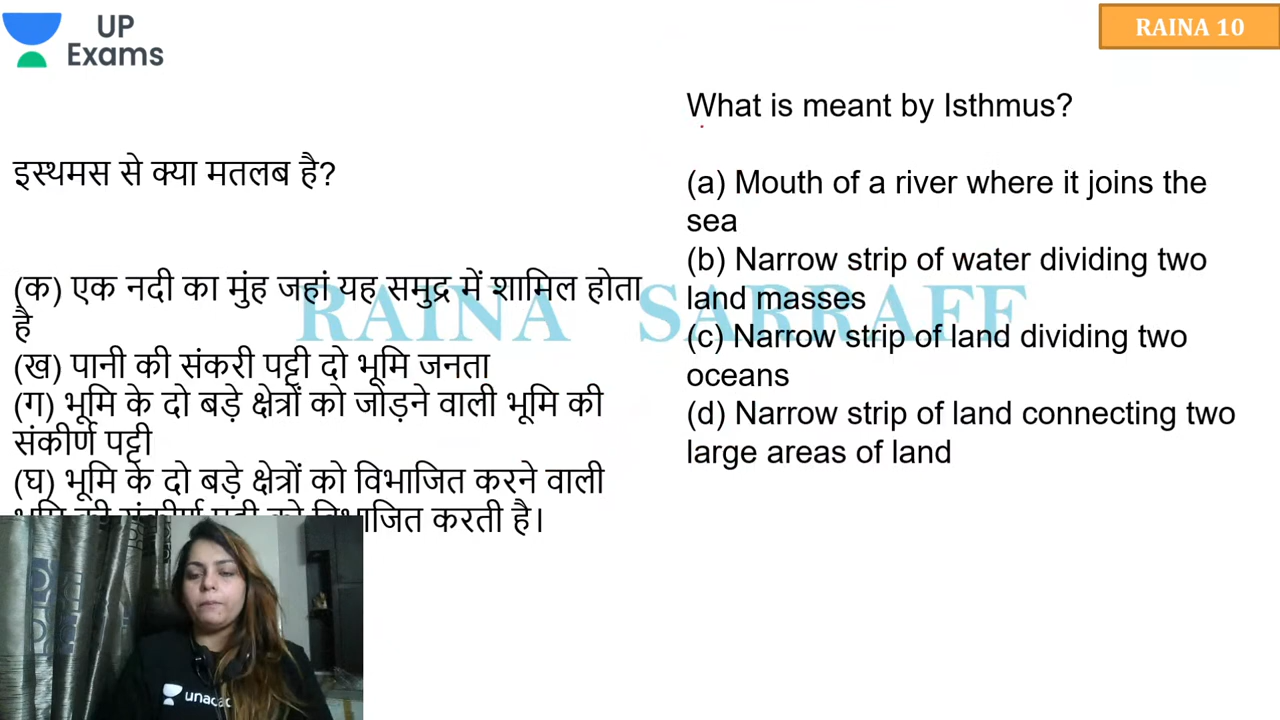 UP
Exams
RAINA 10
इस्थमस से क्या मतलब है?
(क) एक नदी का मुंह जहां यह समुद्र में शामिल होता
है
(ख) पानी की संकरी पट्टी दो भूमि जनता
(ग) भूमि के दो बड़े क्षेत्रों को जोड़ने वाली भूमि की
संकीर्ण पट्टी
(घ) भूमि के दो बड़े क्षेत्रों को विभाजित करने वाली
भूमि की संकीर्ण पट्टी को विभाजित करती है।
What is meant by Isthmus?
(a) Mouth of a river where it joins the
sea
(b) Narrow strip of water dividing two
land masses
(c) Narrow strip of land dividing two
oceans
(d) Narrow strip of land connecting two
large areas of land
RAINA SARRAFF